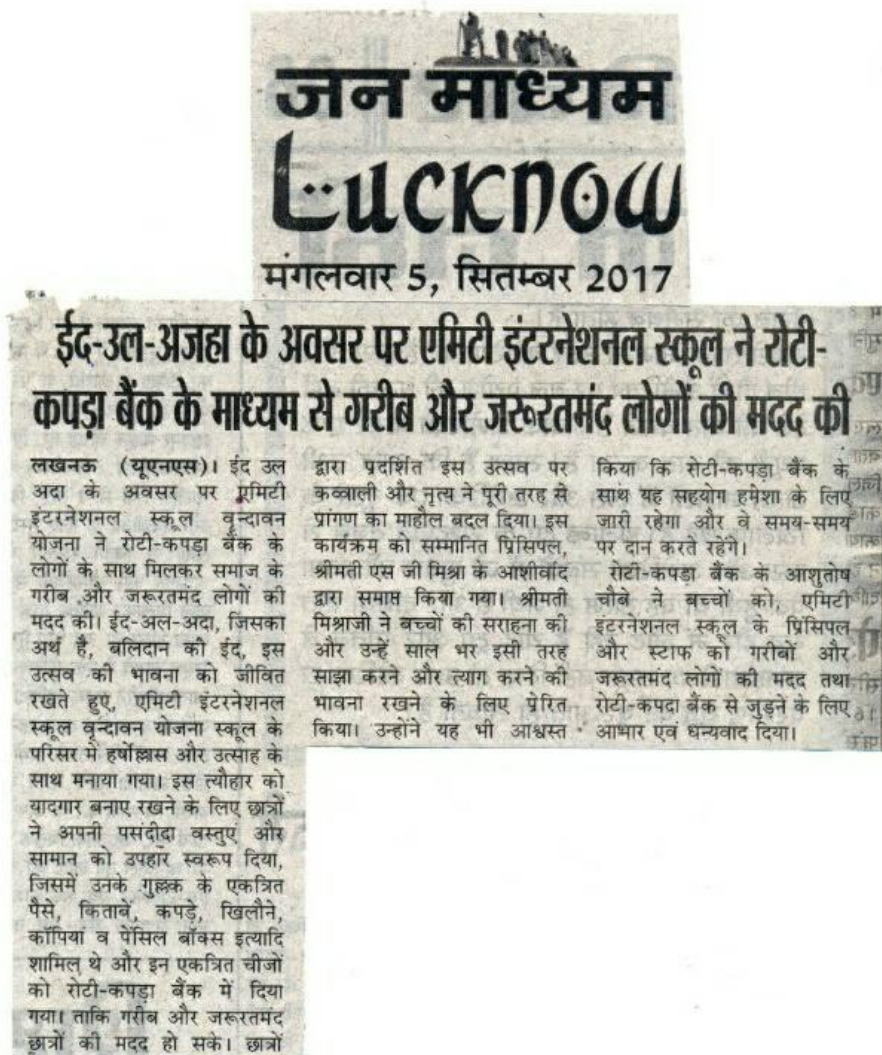 जन माध्यम
Lucknow
मंगलवार 5, सितम्बर 2017
ईद-उल-अजहा के अवसर पर एमिटी इंटरनेशनल स्कूल ने रोटी-
कपड़ा बैंक के माध्यम से गरीब और जरूरतमंद लोगों की मदद की
लखनऊ (यूएनएस)। ईद उल
अदा के अवसर पर एमिटी
इंटरनेशनल स्कूल वृन्दावन
योजना ने रोटी-कपड़ा बैंक के
लोगों के साथ मिलकर समाज के
गरीब और जरूरतमंद लोगों की
मदद की। ईद-अल-अदा, जिसका
अर्थ है, बलिदान की ईद, इस
उत्सव की भावना को जीवित
रखते हुए, एमिटी इंटरनेशनल
स्कूल वृन्दावन योजना स्कूल के
परिसर में हर्षोल्लास और उत्साह के
साथ मनाया गया। इस त्यौहार को
यादगार बनाए रखने के लिए छात्रों
ने अपनी पसंदीदा वस्तुएं और
सामान को उपहार स्वरूप दिया,
जिसमें उनके गुल्लक के एकत्रित
पैसे, किताबें, कपड़े, खिलौने,
कॉपियां व पेंसिल बॉक्स इत्यादि
शामिल थे और इन एकत्रित चीजों
को रोटी-कपड़ा बैंक में दिया
गया। ताकि गरीब और जरूरतमंद
छात्रों की मदद हो सके। छात्रों
द्वारा प्रदर्शित इस उत्सव पर
कव्वाली और नृत्य ने पूरी तरह से
प्रांगण का माहौल बदल दिया। इस
कार्यक्रम को सम्मानित प्रिंसिपल,
श्रीमती एस जी मिश्रा के आशीर्वाद
द्वारा समाप्त किया गया। श्रीमती
मिश्राजी ने बच्चों की सराहना की
और उन्हें साल भर इसी तरह
साझा करने और त्याग करने की
भावना रखने के लिए प्रेरित
किया। उन्होंने यह भी आश्वस्त
किया कि रोटी-कपड़ा बैंक के
साथ यह सहयोग हमेशा के लिए
जारी रहेगा और वे समय-समय
पर दान करते रहेंगे।
रोटी-कपड़ा बैंक के आशुतोष
चौबे ने बच्चों को, एमिटी
इंटरनेशनल स्कूल के प्रिंसिपल
और स्टाफ को गरीबों और
जरूरतमंद लोगों की मदद तथा
रोटी-कपदा बैंक से जुड़ने के लिए
आभार एवं धन्यवाद दिया।